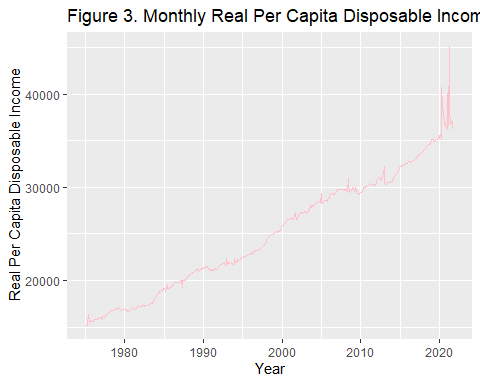 Figure 3. Monthly Real Per Capita Disposable Incom
Real Per Capita Disposable Income
40000
30000
20000
1980 1990 2000 2010 2020
Year